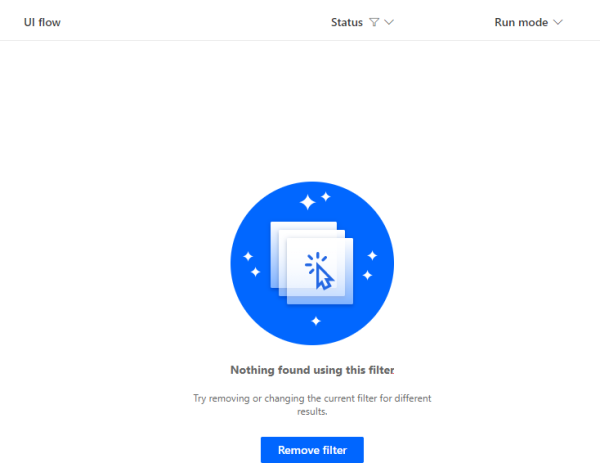 UI flow Status Run mode
Nothing found using this filter
Try removing or changing the current filter for different
results.
Remove filter